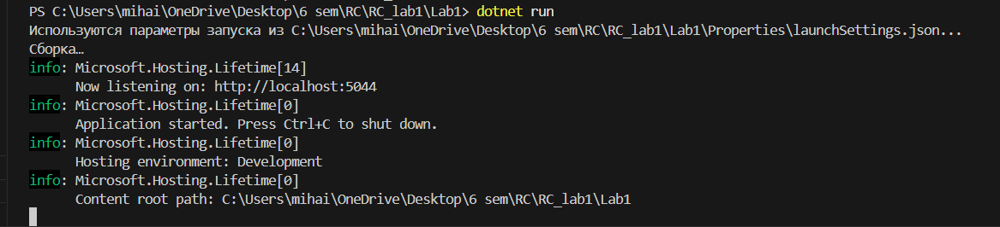 PS C:\Users\mihai\OneDrive\Desktop\6 sem\RC\RC_lab1\Lab1> dotnet run
Используются параметры запуска из C:\Users\mihai\OneDrive\Desktop\6 sem\RC\RC_lab1\Lab1\Properties\launchSettings.json...
Сборка…
info: Microsoft.Hosting.Lifetime[14]
      Now listening on: http://localhost:5044
info: Microsoft.Hosting.Lifetime[0]
      Application started. Press Ctrl+C to shut down.
info: Microsoft.Hosting.Lifetime[0]
      Hosting environment: Development
info: Microsoft.Hosting.Lifetime[0]
      Content root path: C:\Users\mihai\OneDrive\Desktop\6 sem\RC\RC_lab1\Lab1